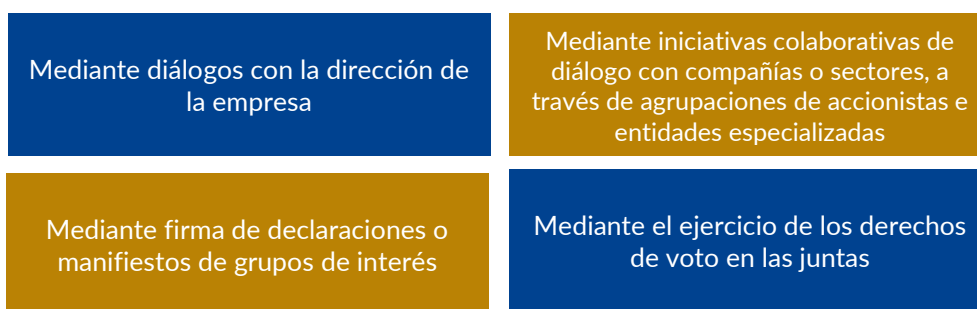 Mediante diálogos con la dirección de
la empresa
Mediante iniciativas colaborativas de
diálogo con compañías o sectores, a
través de agrupaciones de accionistas e
entidades especializadas
Mediante firma de declaraciones o
manifiestos de grupos de interés
Mediante el ejercicio de los derechos
de voto en las juntas